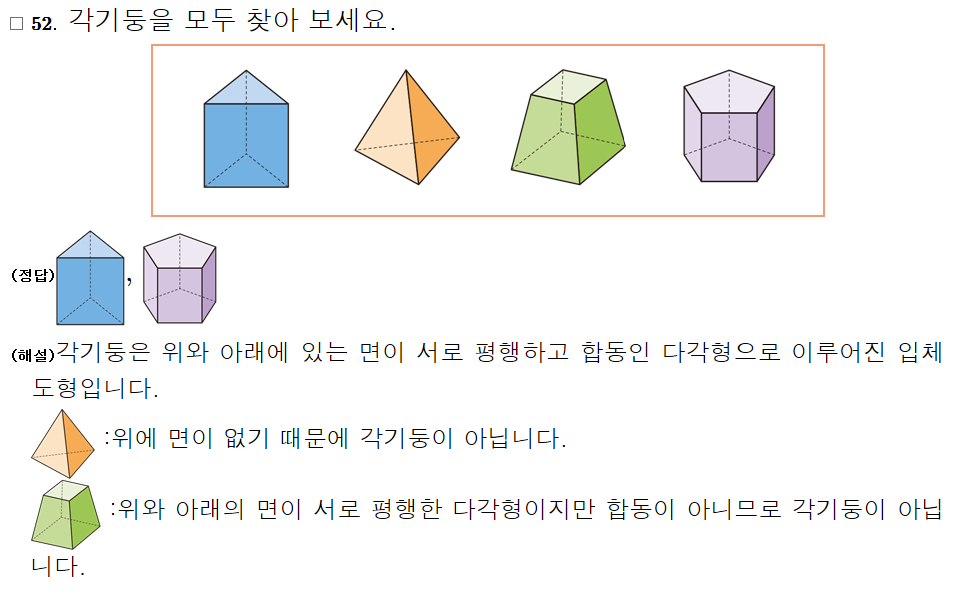 □ 52. 각기둥을 모두 찾아 보세요.
(정답) ,
(해설)각기둥은 위와 아래에 있는 면이 서로 평행하고 합동인 다각형으로 이루어진 입체
도형입니다.
:위에 면이 없기 때문에 각기둥이 아닙니다.
:위와 아래의 면이 서로 평행한 다각형이지만 합동이 아니므로 각기둥이 아닙
니다.